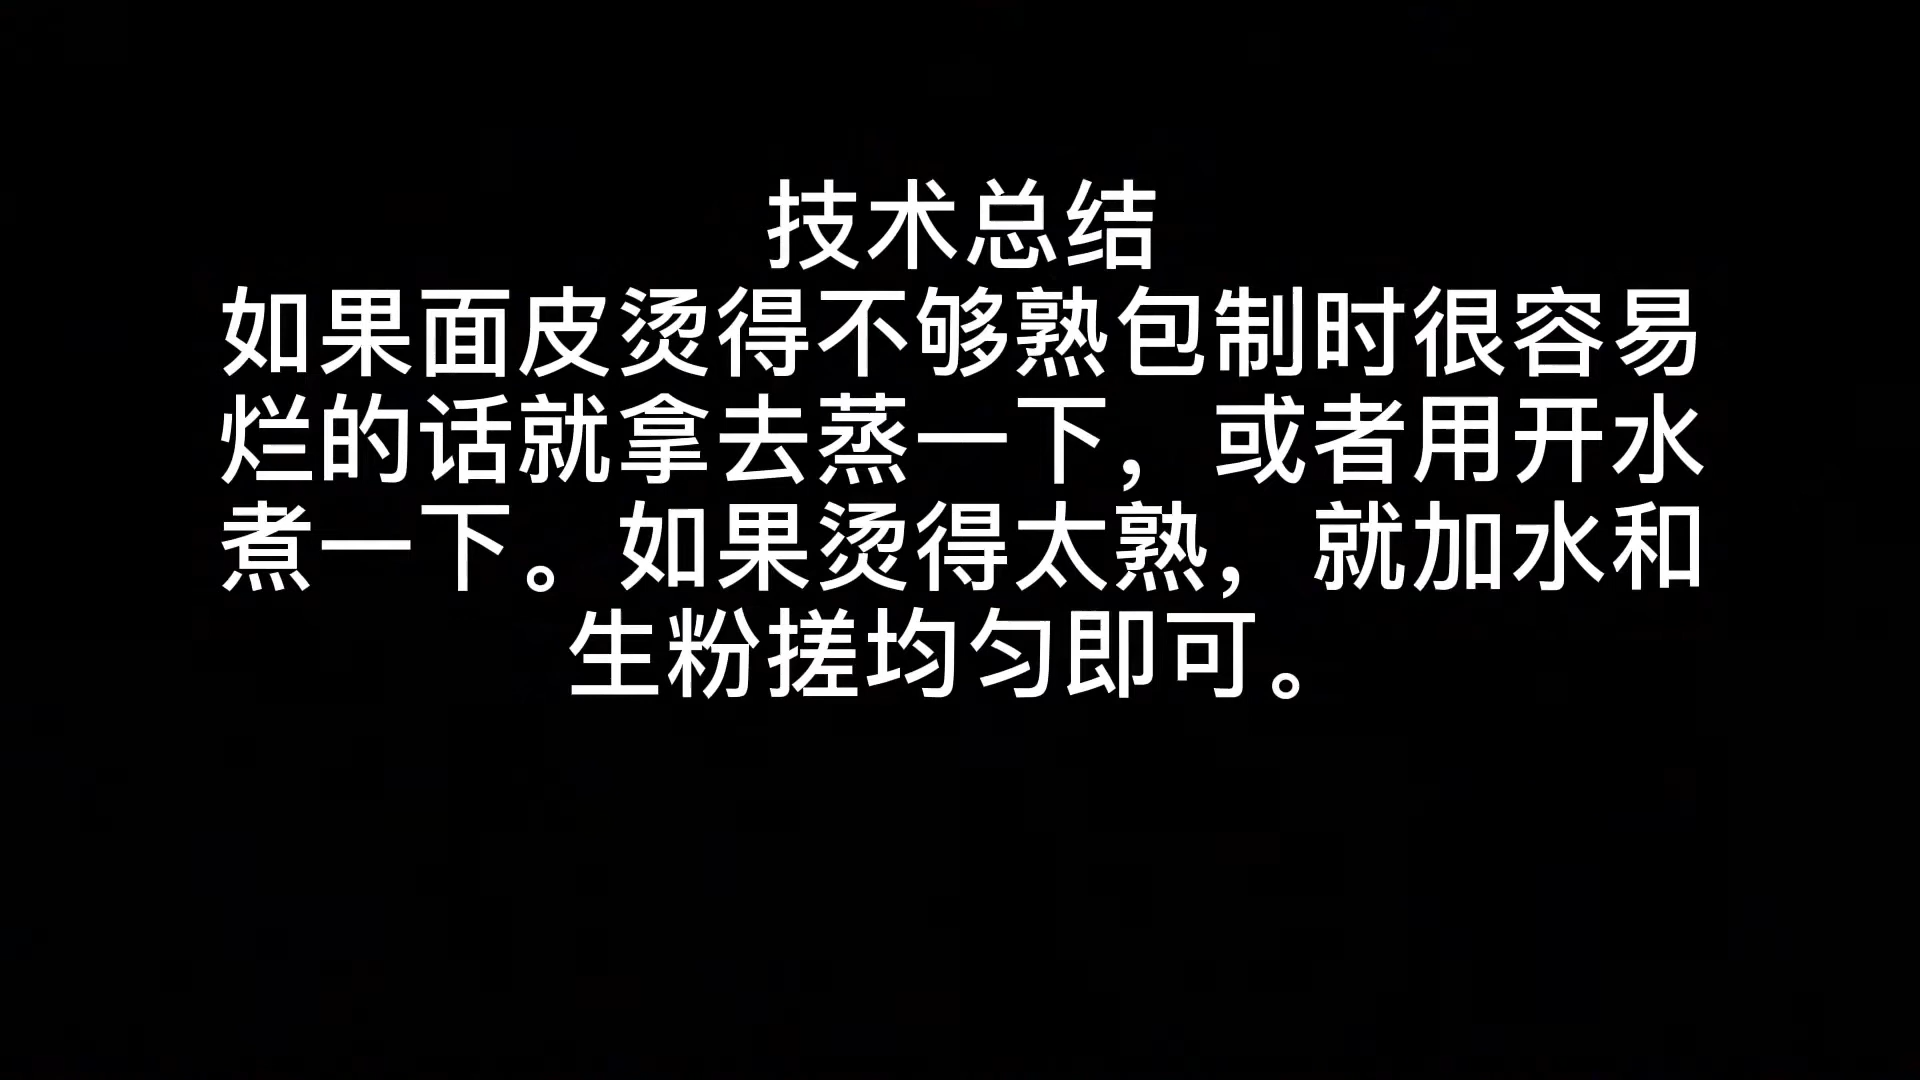 技术总结
如果面皮烫得不够熟包制时很容易
烂的话就拿去蒸一下，或者用开水
煮一下。如果烫得太熟，就加水和
生粉搓均匀即可。